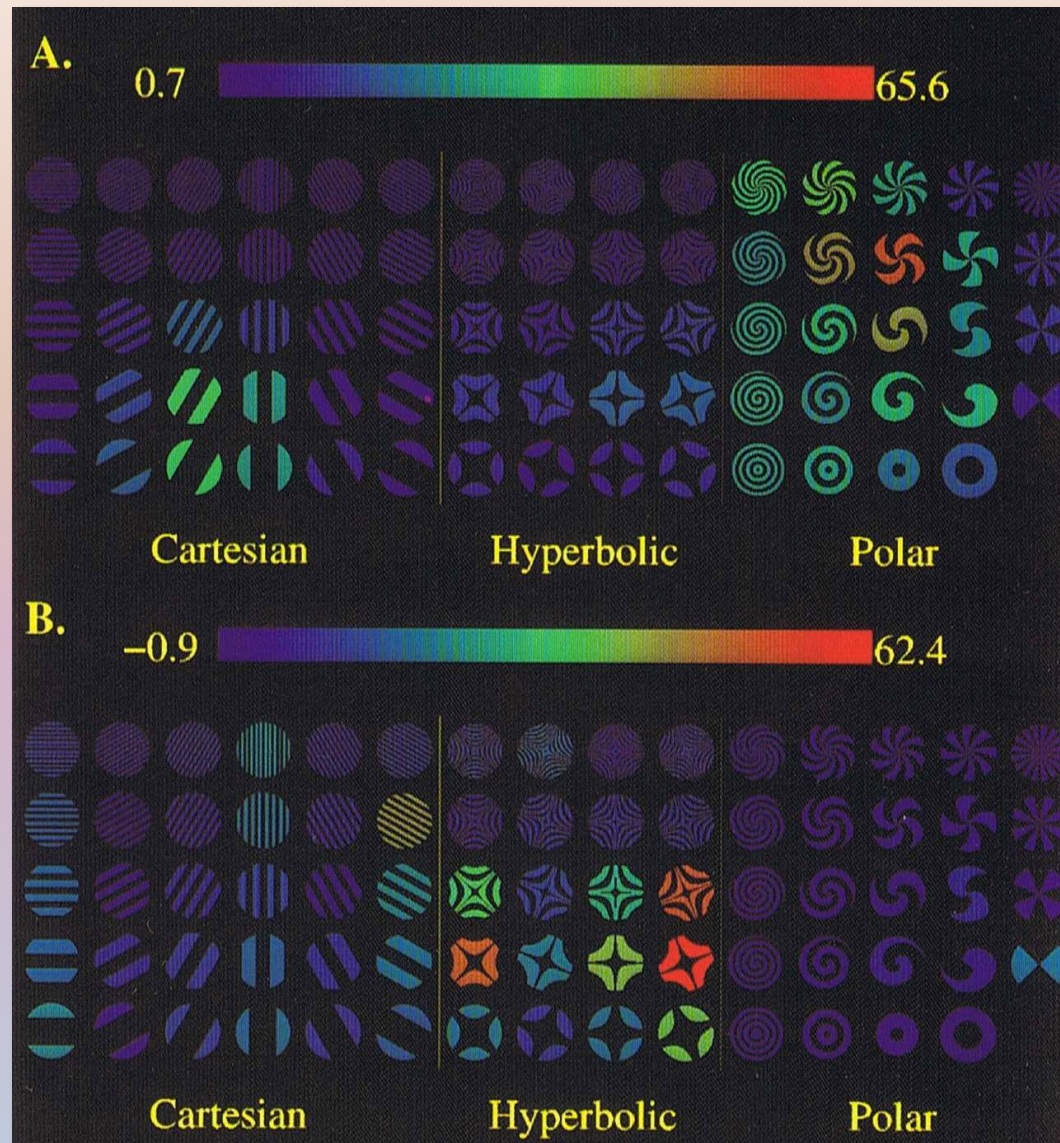 A.
0.7 65.6
Cartesian Hyperbolic Polar
B.
−0.9 62.4
Cartesian Hyperbolic Polar